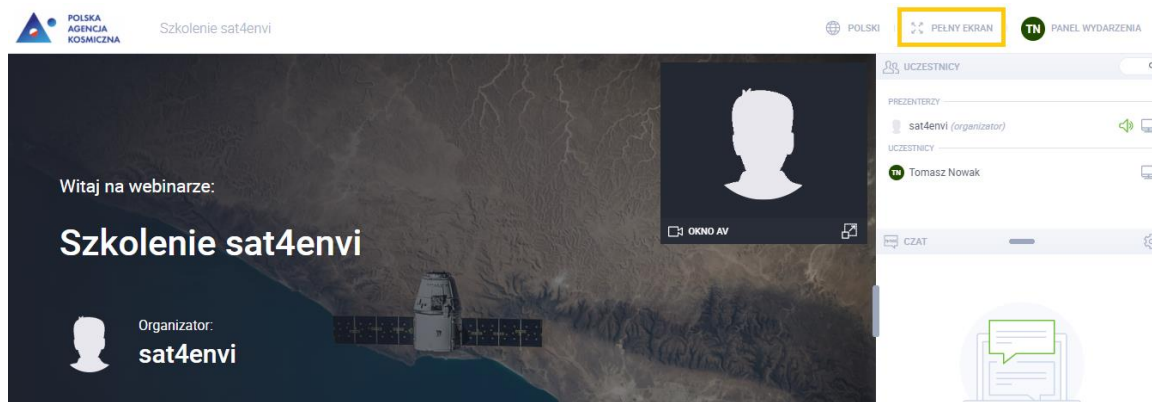 POLSKA
AGENCJA
KOSMICZNA
Szkolenie sat4envi
POLSKI
PEŁNY EKRAN
TN
PANEL WYDARZENIA
Witaj na webinarze:
Szkolenie sat4envi
Organizator:
sat4envi
OKNO AV
UCZESTNICY
PREZENTERZY
sat4envi (organizator)
UCZESTNICY
TN Tomasz Nowak
CZAT